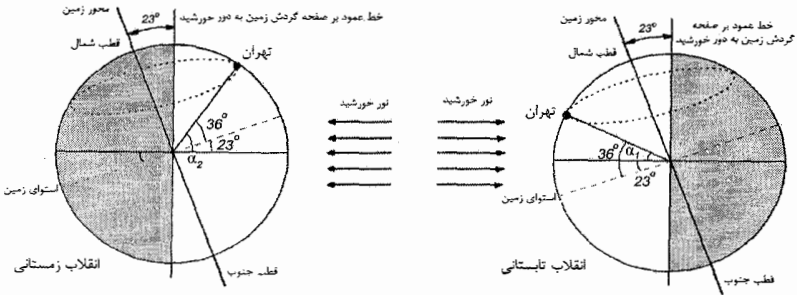 محور زمین
23°
خط عمود بر صفحه گردش زمین به دور خورشید
قطب شمال
تهران
36°
23°
α₂
استوای زمین
قطب جنوب
انقلاب زمستانی
نور خورشید
نور خورشید
محور زمین
23°
خط عمود بر صفحه
گردش زمین به دور خورشید
قطب شمال
تهران
36°
α₁
23°
استوای زمین
قطب جنوب
انقلاب تابستانی